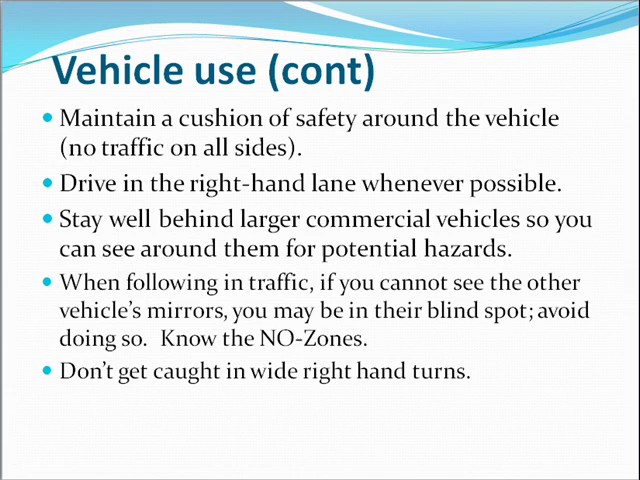 Vehicle use (cont)
• Maintain a cushion of safety around the vehicle
(no traffic on all sides).
• Drive in the right-hand lane whenever possible.
• Stay well behind larger commercial vehicles so you
can see around them for potential hazards.
• When following in traffic, if you cannot see the other
vehicle’s mirrors, you may be in their blind spot; avoid
doing so.  Know the NO-Zones.
• Don’t get caught in wide right hand turns.